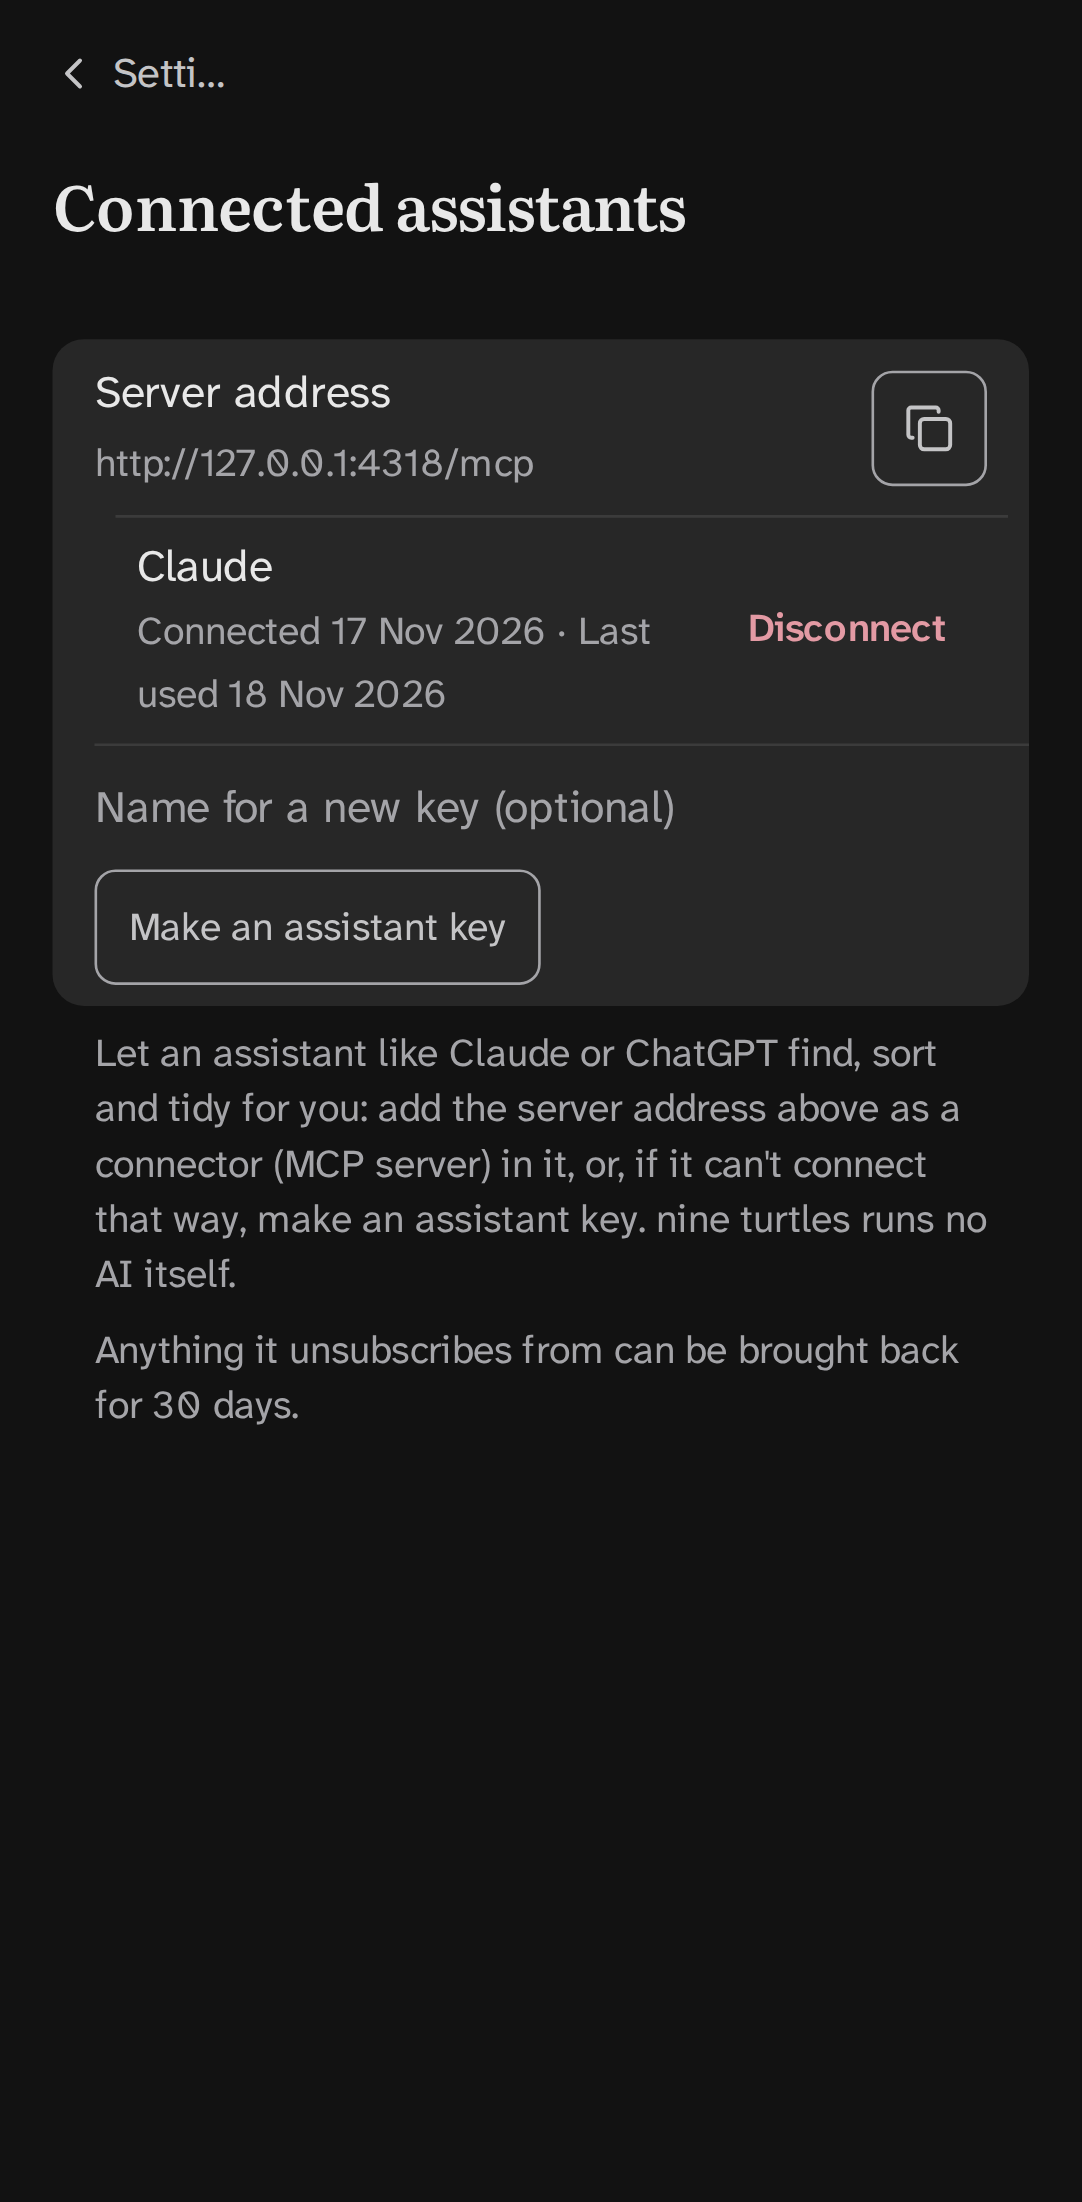 Setti...
Connected assistants
Server address
http://127.0.0.1:4318/mcp
Claude
Connected 17 Nov 2026 · Last
used 18 Nov 2026
Disconnect
Name for a new key (optional)
Make an assistant key
Let an assistant like Claude or ChatGPT find, sort
and tidy for you: add the server address above as a
connector (MCP server) in it, or, if it can't connect
that way, make an assistant key. nine turtles runs no
AI itself.
Anything it unsubscribes from can be brought back
for 30 days.